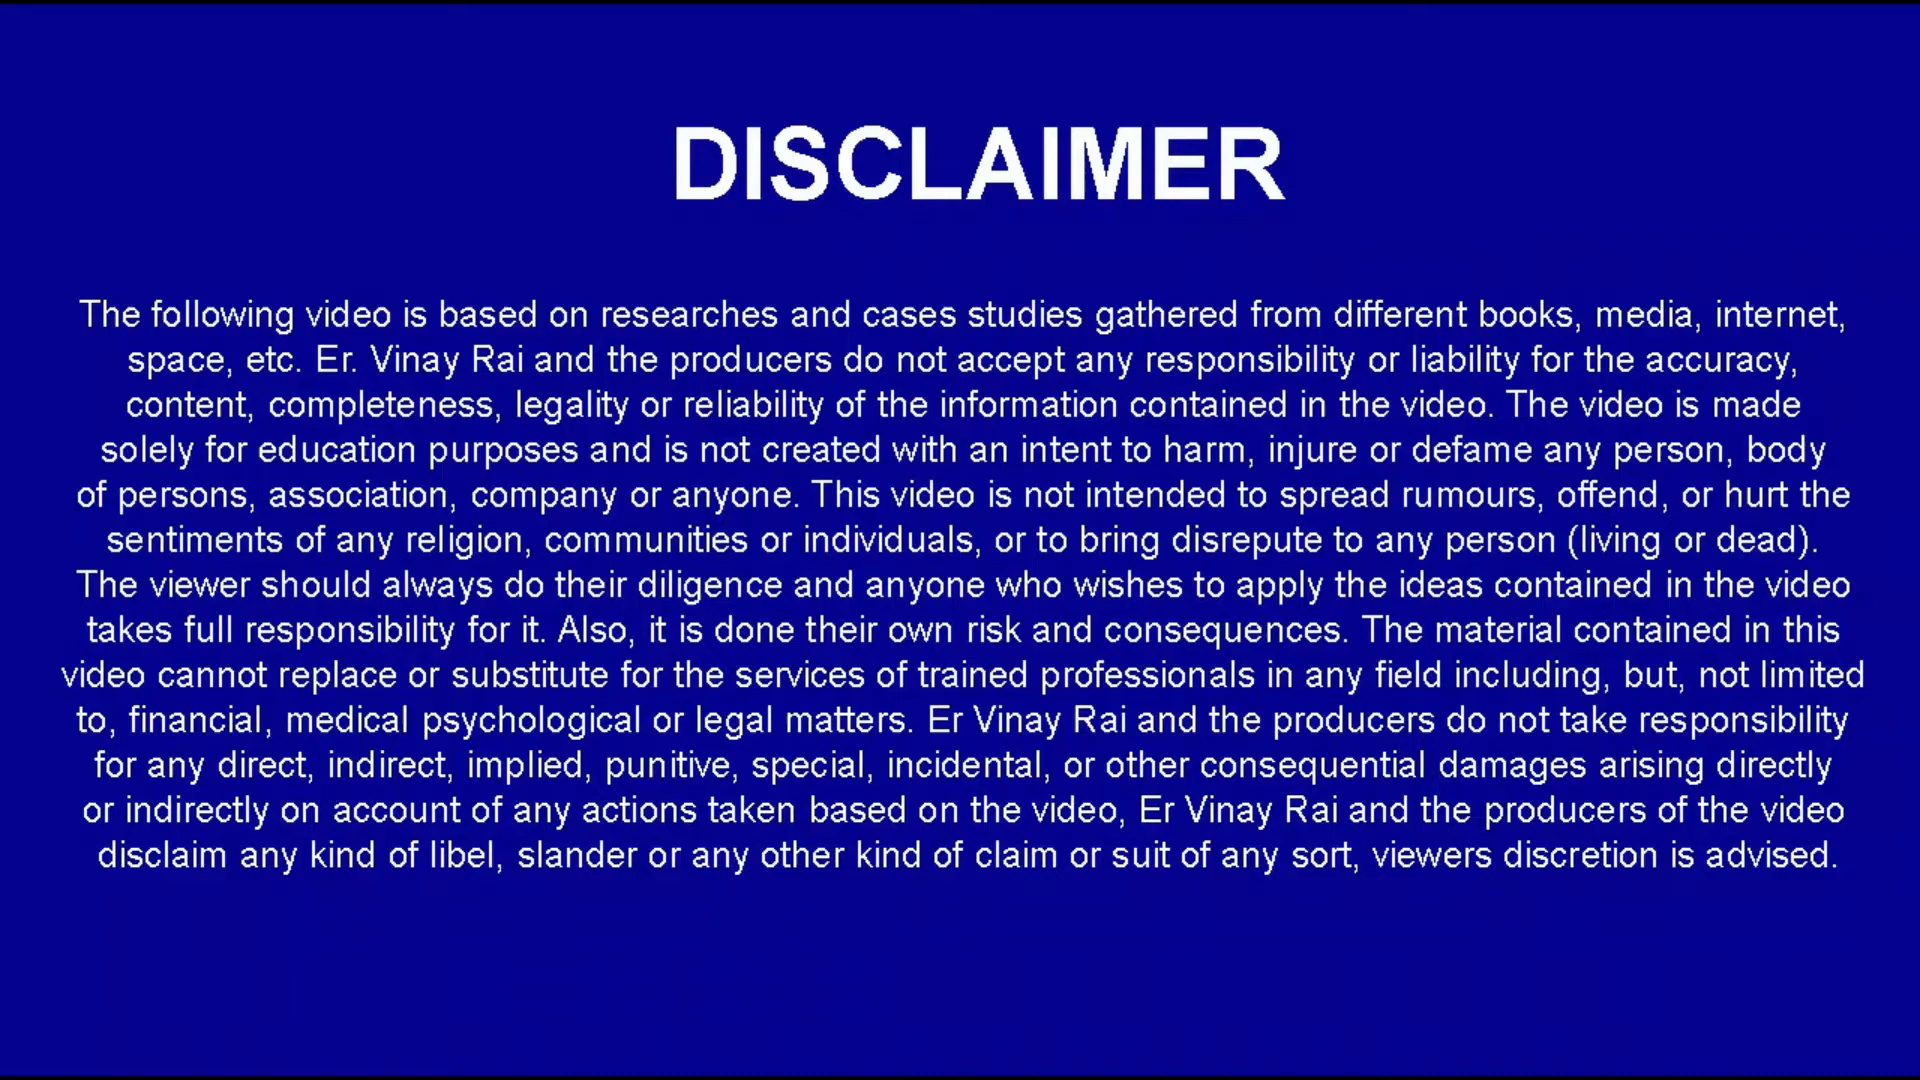 DISCLAIMER
The following video is based on researches and cases studies gathered from different books, media, internet,
space, etc. Er. Vinay Rai and the producers do not accept any responsibility or liability for the accuracy,
content, completeness, legality or reliability of the information contained in the video. The video is made
solely for education purposes and is not created with an intent to harm, injure or defame any person, body
of persons, association, company or anyone. This video is not intended to spread rumours, offend, or hurt the
sentiments of any religion, communities or individuals, or to bring disrepute to any person (living or dead).
The viewer should always do their diligence and anyone who wishes to apply the ideas contained in the video
takes full responsibility for it. Also, it is done their own risk and consequences. The material contained in this
video cannot replace or substitute for the services of trained professionals in any field including, but, not limited
to, financial, medical psychological or legal matters. Er Vinay Rai and the producers do not take responsibility
for any direct, indirect, implied, punitive, special, incidental, or other consequential damages arising directly
or indirectly on account of any actions taken based on the video, Er Vinay Rai and the producers of the video
disclaim any kind of libel, slander or any other kind of claim or suit of any sort, viewers discretion is advised.